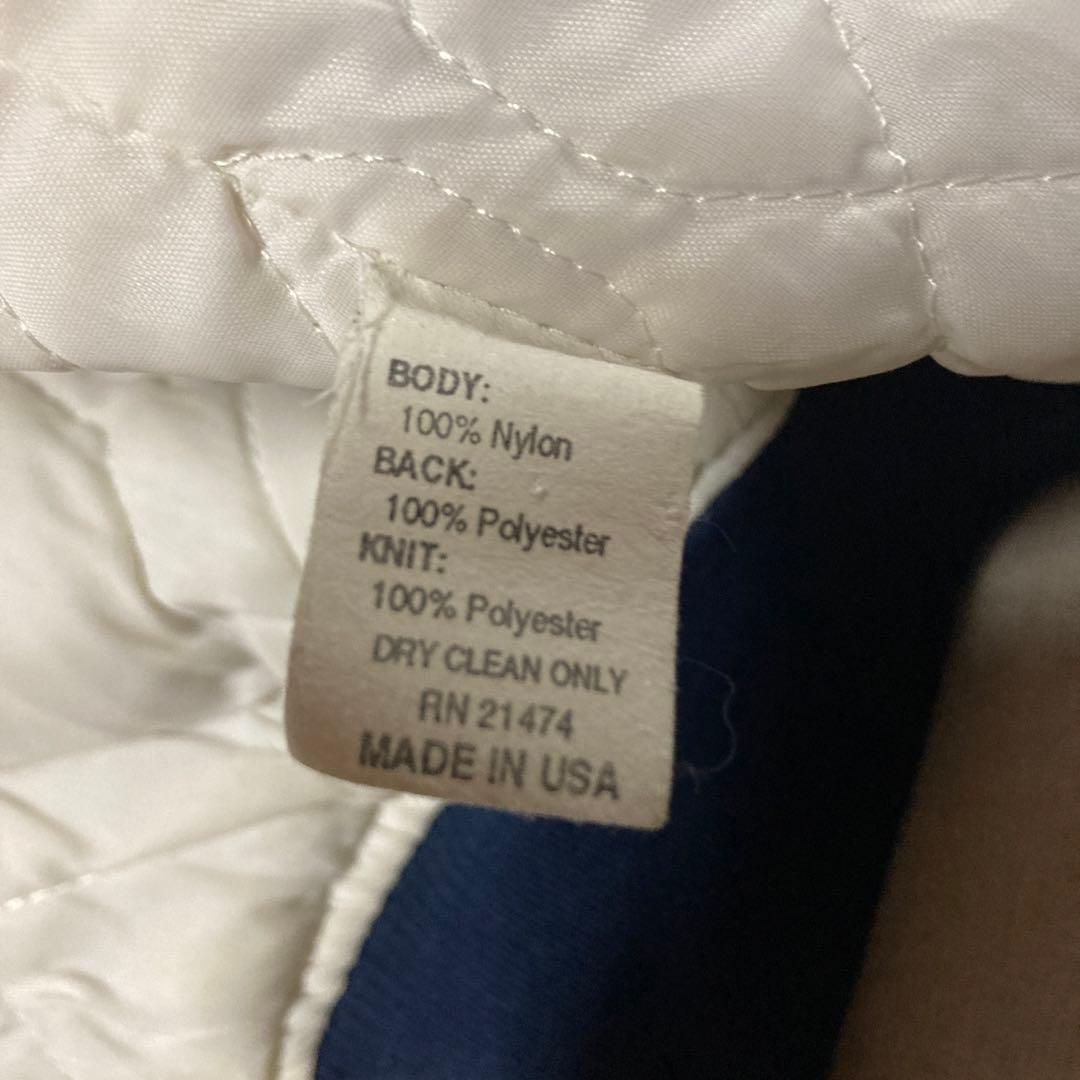 BODY:
100% Nylon
BACK:
100% Polyester
KNIT:
100% Polyester
DRY CLEAN ONLY
RN 21474
MADE IN USA